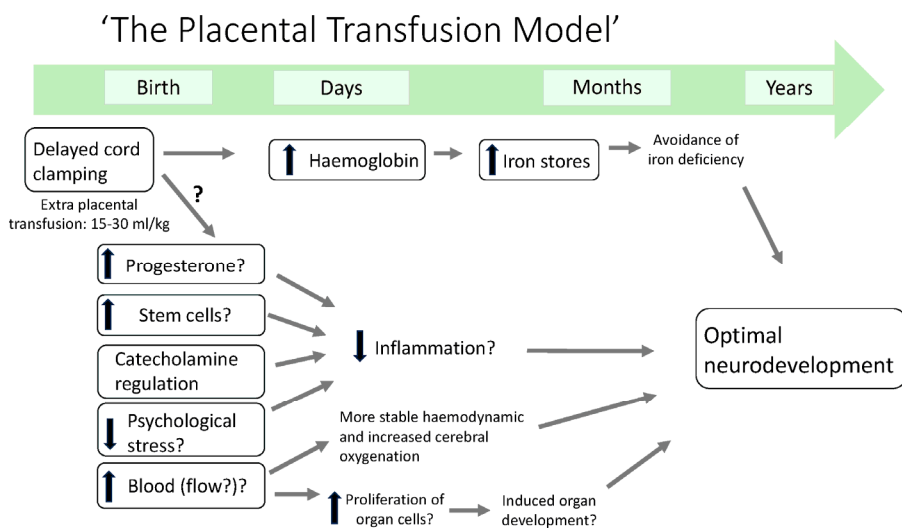 ‘The Placental Transfusion Model’
Birth
Days
Months
Years
Delayed cord
clamping
Haemoglobin
Iron stores
Avoidance of
iron deficiency
?
Extra placental
transfusion: 15-30 ml/kg
Progesterone?
Stem cells?
Catecholamine
regulation
Psychological
stress?
Blood (flow?)?
Inflammation?
More stable haemodynamic
and increased cerebral
oxygenation
Proliferation of
organ cells?
Induced organ
development?
Optimal
neurodevelopment